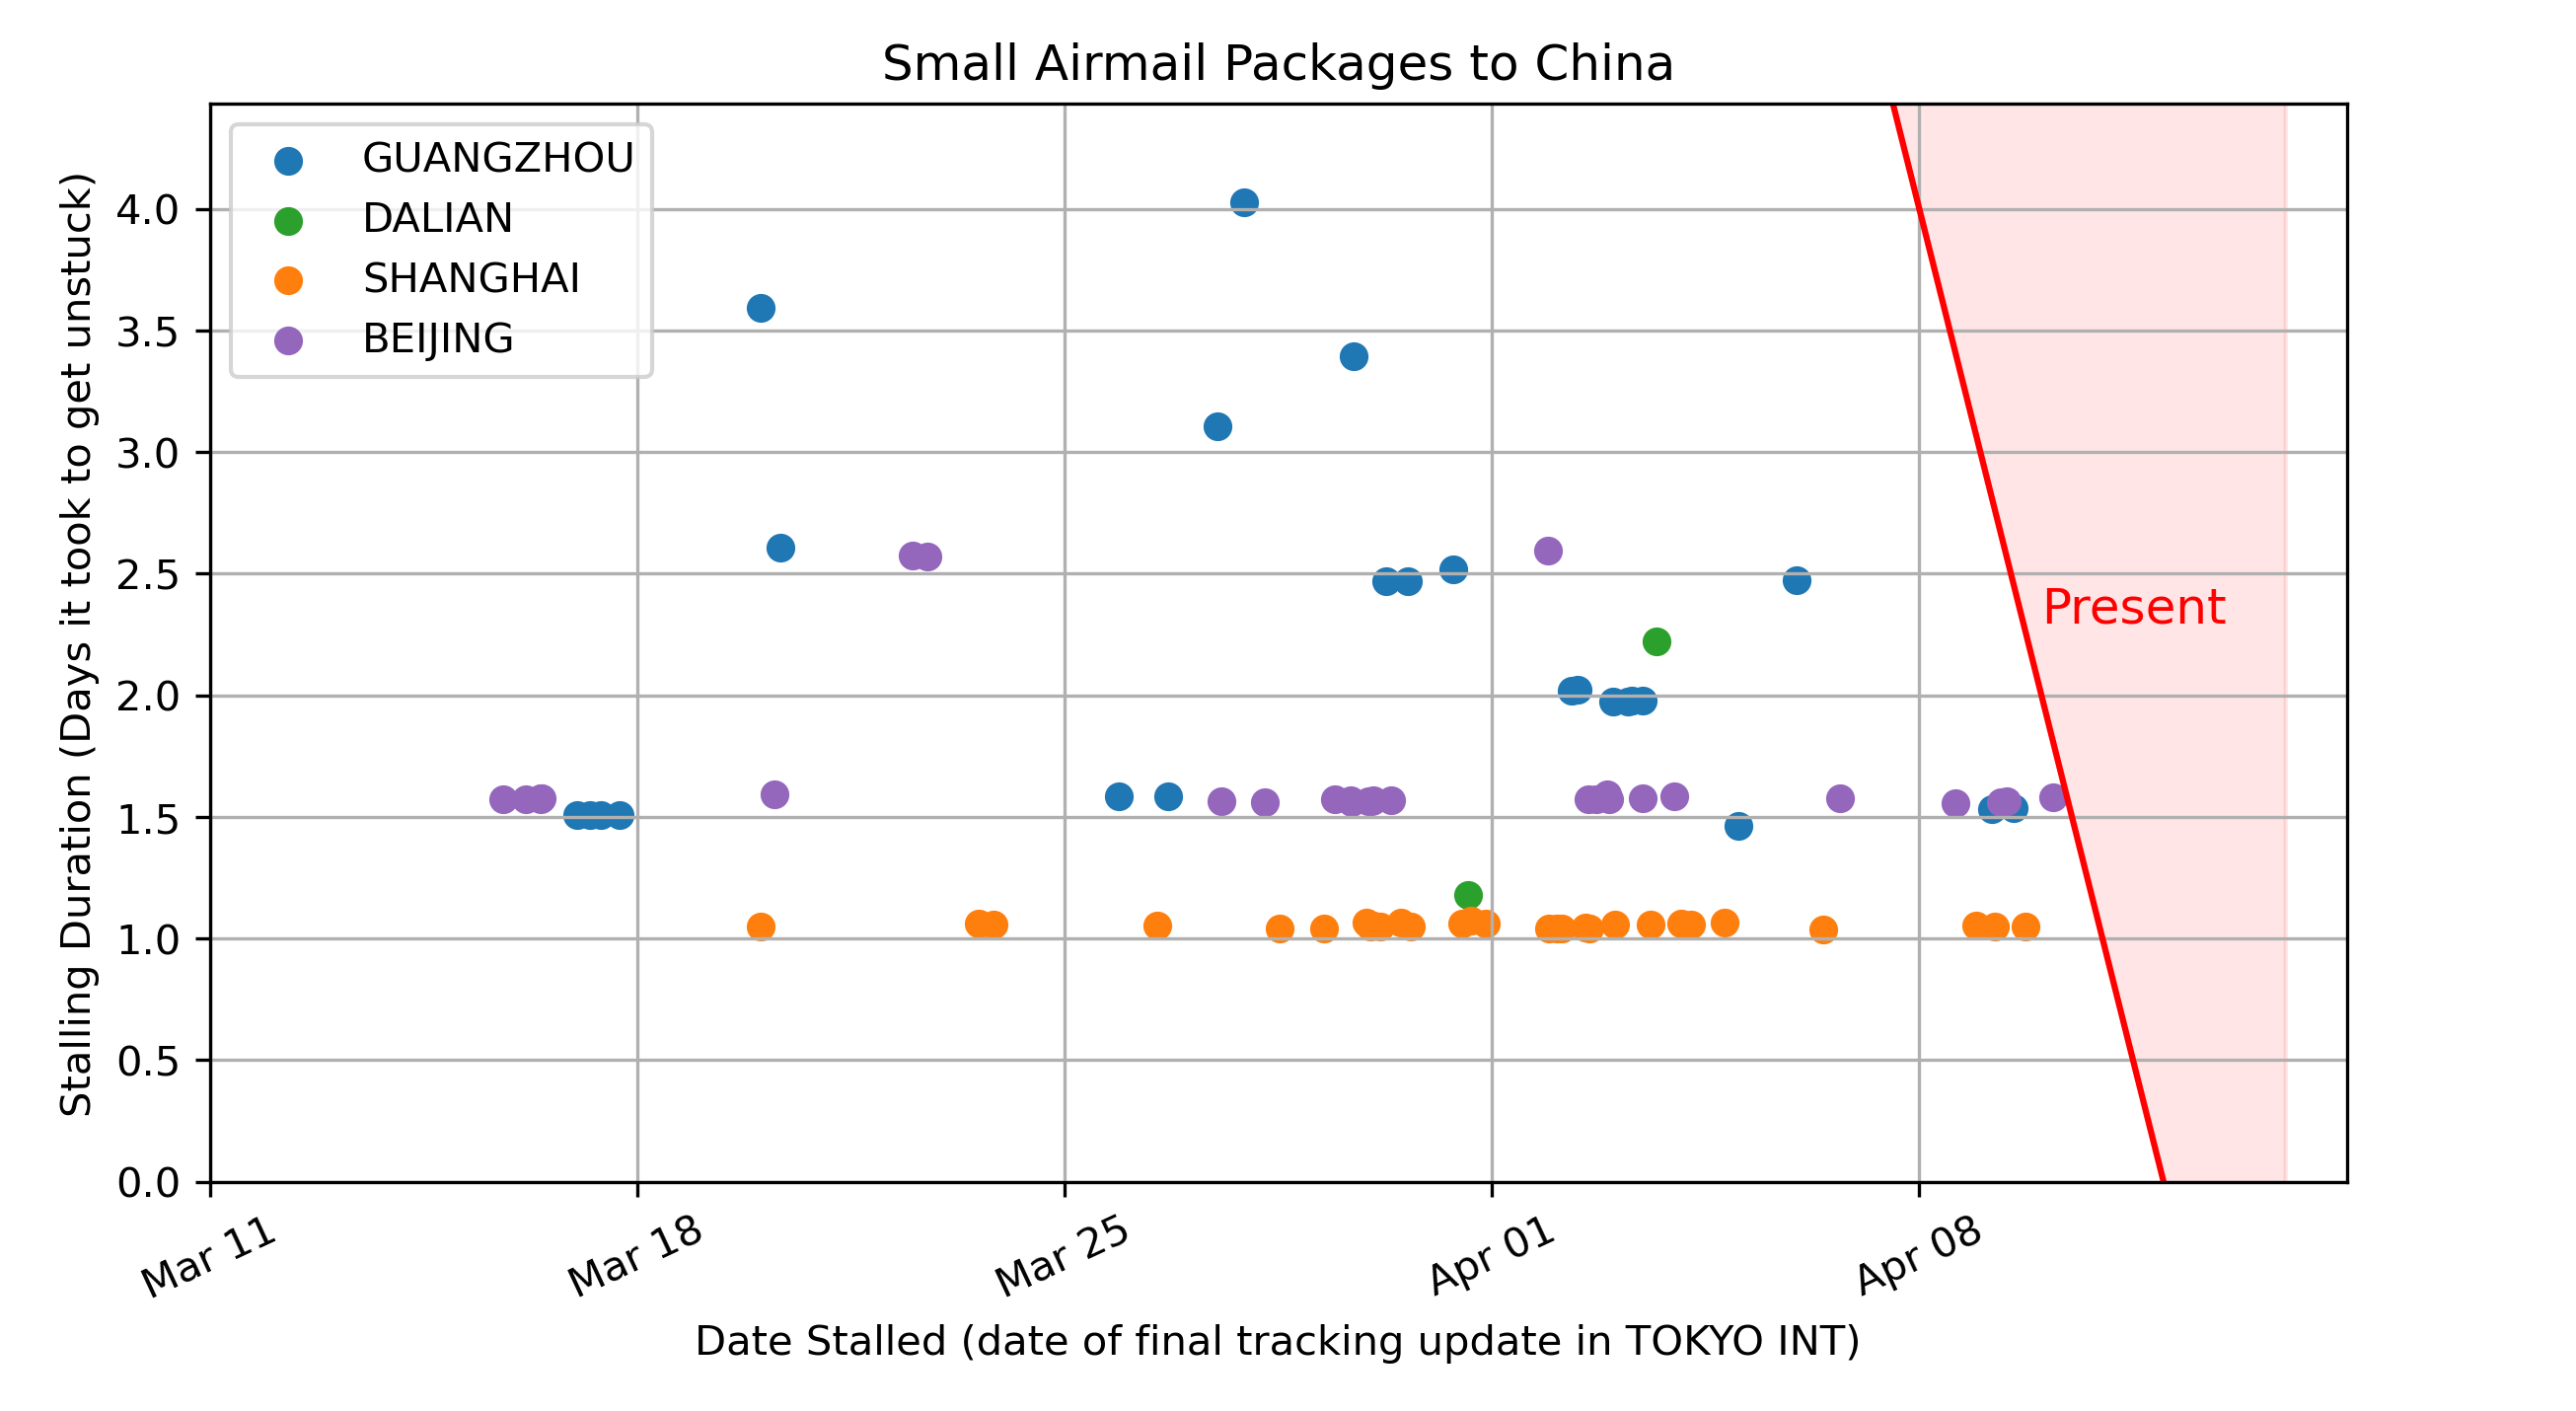 Small Airmail Packages to China
GUANGZHOU
DALIAN
SHANGHAI
BEIJING
Stalling Duration (Days it took to get unstuck)
4.0
3.5
3.0
2.5
2.0
1.5
1.0
0.5
0.0
Present
Mar 11
Mar 18
Mar 25
Apr 01
Apr 08
Date Stalled (date of final tracking update in TOKYO INT)